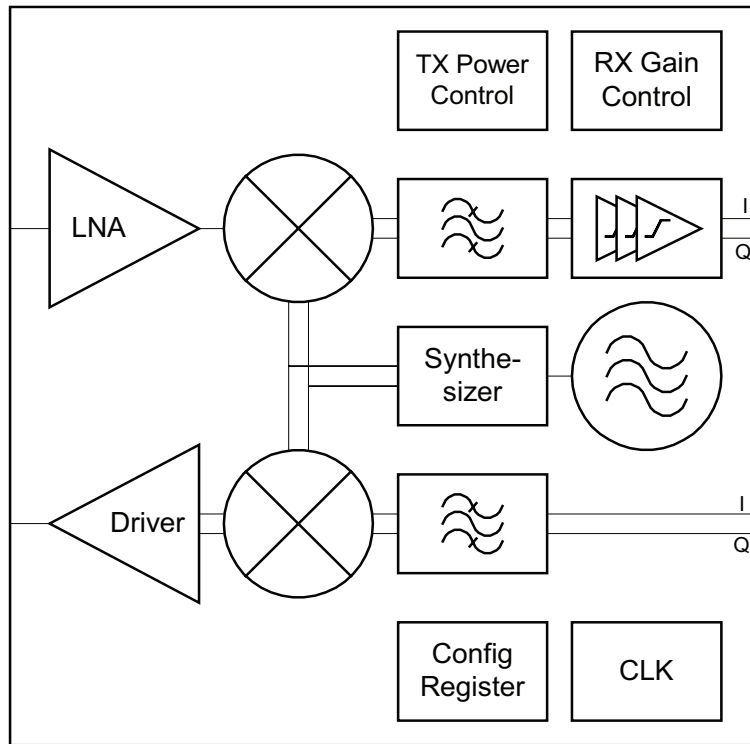 TX Power
Control
RX Gain
Control
LNA
I
Q
Synthe-
sizer
Driver
I
Q
Config
Register
CLK